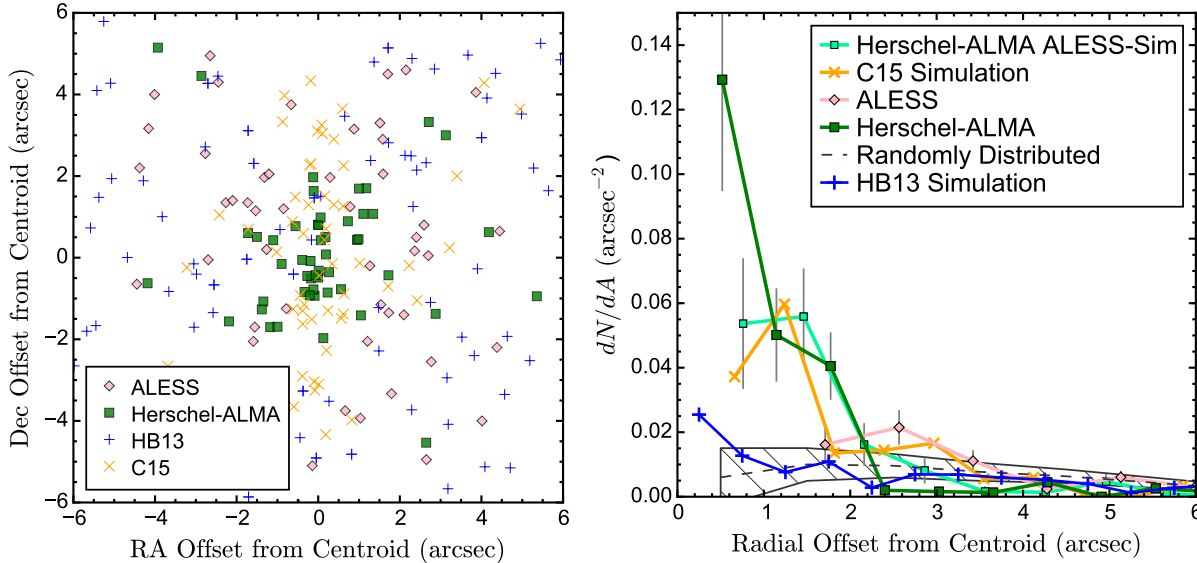 Dec Offset from Centroid (arcsec)
6
4
2
0
−2
−4
−6
−6
−4
−2
0
2
4
6
RA Offset from Centroid (arcsec)
ALESS
Herschel-ALMA
HB13
C15
dN/dA (arcsec⁻²)
0.14
0.12
0.10
0.08
0.06
0.04
0.02
0.00
0
1
2
3
4
5
6
Radial Offset from Centroid (arcsec)
Herschel-ALMA ALESS-Sim
C15 Simulation
ALESS
Herschel-ALMA
Randomly Distributed
HB13 Simulation